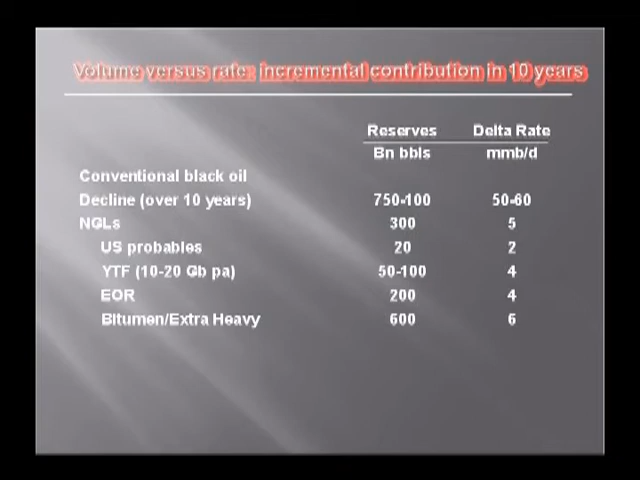 Volume versus rate: incremental contribution in 10 years
Reserves Delta Rate
Bn bbls mmb/d
Conventional black oil
Decline (over 10 years) 750-100 50-60
NGLs 300 5
US probables 20 2
YTF (10-20 Gb pa) 50-100 4
EOR 200 4
Bitumen/Extra Heavy 600 6